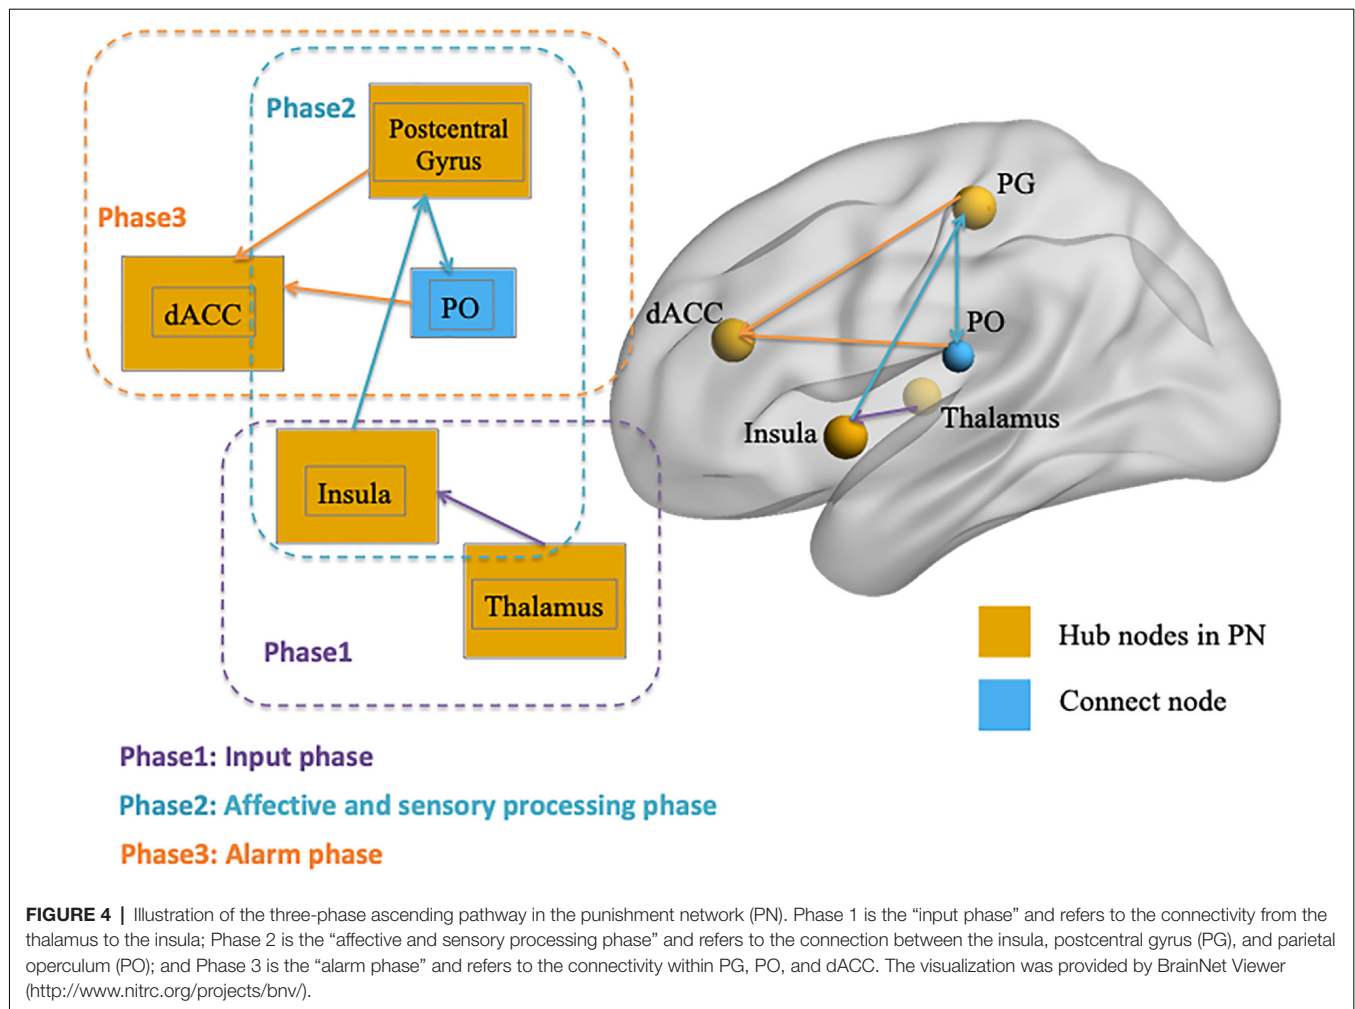 Phase2
Postcentral
Gyrus
Phase3
dACC
PO
Insula
Thalamus
Phase1
PG
dACC
PO
Insula
Thalamus
Hub nodes in PN
Connect node
Phase1: Input phase
Phase2: Affective and sensory processing phase
Phase3: Alarm phase
FIGURE 4 | Illustration of the three-phase ascending pathway in the punishment network (PN). Phase 1 is the “input phase” and refers to the connectivity from the
thalamus to the insula; Phase 2 is the “affective and sensory processing phase” and refers to the connection between the insula, postcentral gyrus (PG), and parietal
operculum (PO); and Phase 3 is the “alarm phase” and refers to the connectivity within PG, PO, and dACC. The visualization was provided by BrainNet Viewer
(http://www.nitrc.org/projects/bnv/).